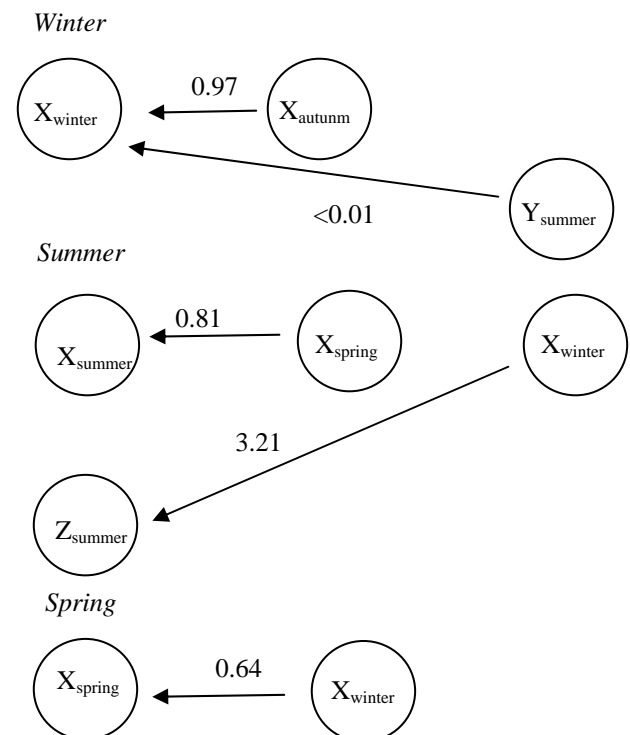 Winter
0.97
Xwinter
Xautunm
<0.01
Ysummer
Summer
0.81
Xsummer
Xspring
Xwinter
3.21
Zsummer
Spring
0.64
Xspring
Xwinter